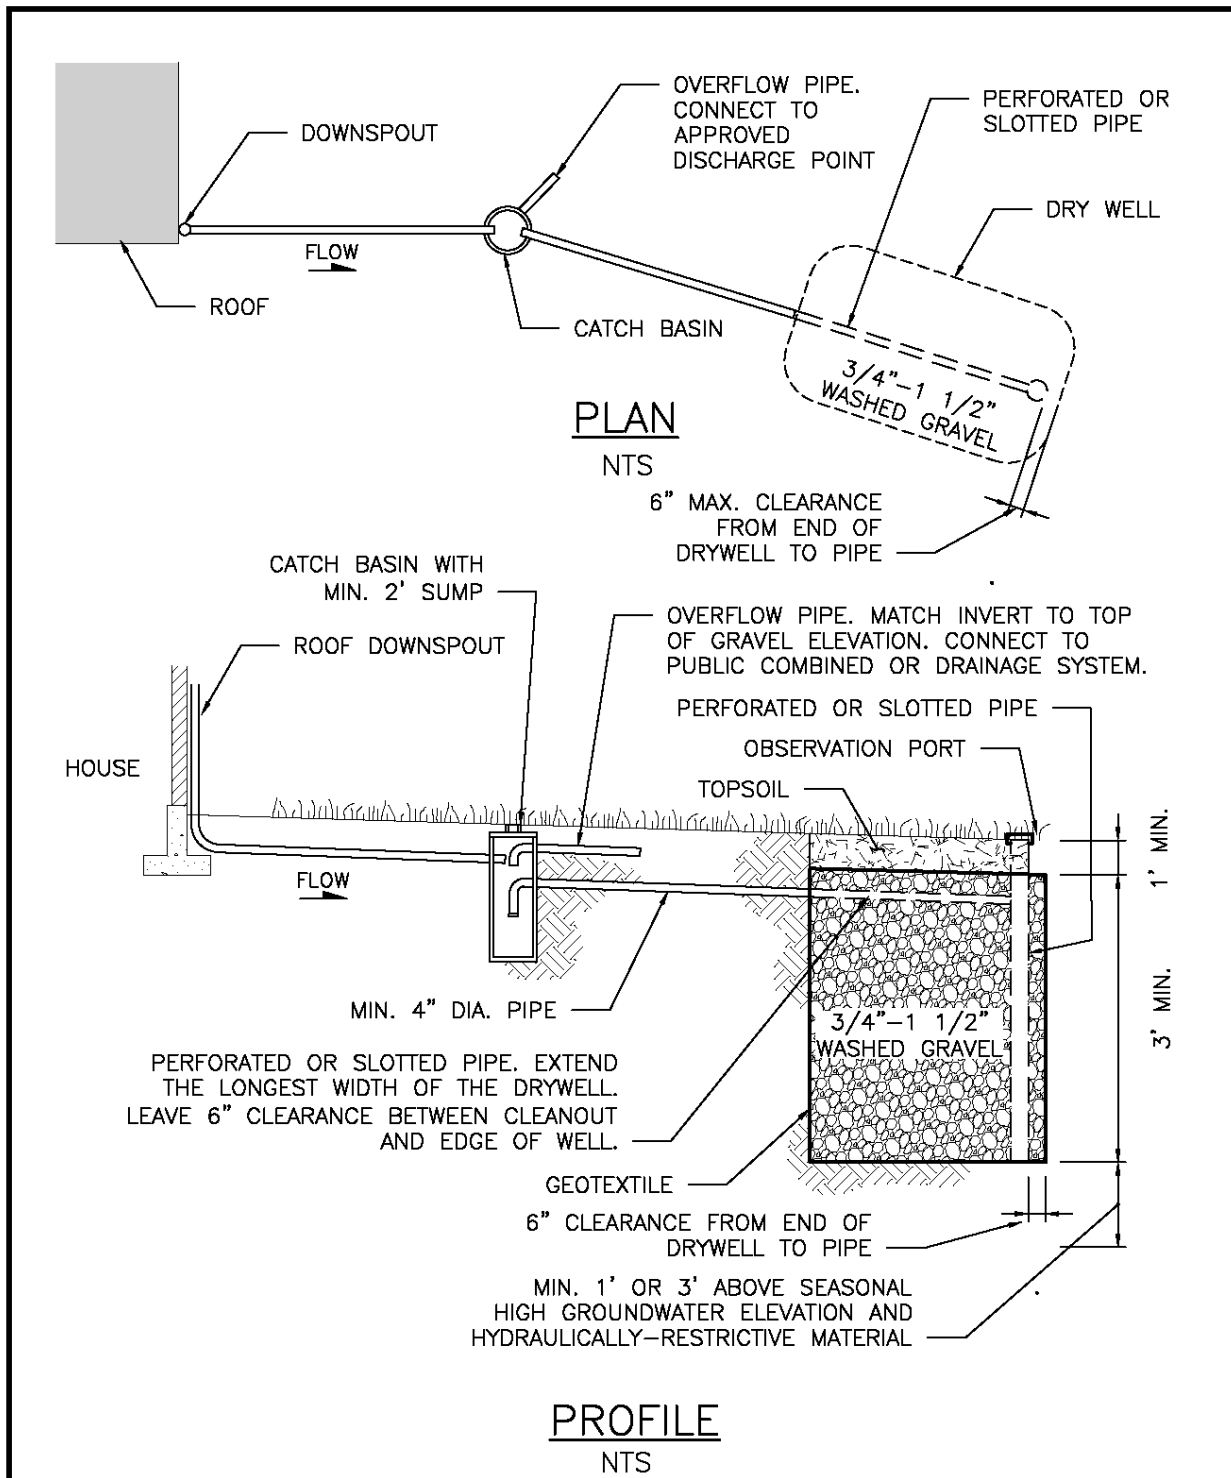 OVERFLOW PIPE.
CONNECT TO
APPROVED
DISCHARGE POINT
PERFORATED OR
SLOTTED PIPE
DOWNSPOUT
DRY WELL
FLOW
ROOF
CATCH BASIN
3/4"-1 1/2"
WASHED GRAVEL
PLAN
NTS
6" MAX. CLEARANCE
FROM END OF
DRYWELL TO PIPE
CATCH BASIN WITH
MIN. 2' SUMP
OVERFLOW PIPE. MATCH INVERT TO TOP
OF GRAVEL ELEVATION. CONNECT TO
PUBLIC COMBINED OR DRAINAGE SYSTEM.
ROOF DOWNSPOUT
PERFORATED OR SLOTTED PIPE
OBSERVATION PORT
HOUSE
TOPSOIL
1' MIN.
FLOW
3' MIN.
MIN. 4" DIA. PIPE
3/4"-1 1/2"
WASHED GRAVEL
PERFORATED OR SLOTTED PIPE. EXTEND
THE LONGEST WIDTH OF THE DRYWELL.
LEAVE 6" CLEARANCE BETWEEN CLEANOUT
AND EDGE OF WELL.
GEOTEXTILE
6" CLEARANCE FROM END OF
DRYWELL TO PIPE
MIN. 1' OR 3' ABOVE SEASONAL
HIGH GROUNDWATER ELEVATION AND
HYDRAULICALLY-RESTRICTIVE MATERIAL
PROFILE
NTS